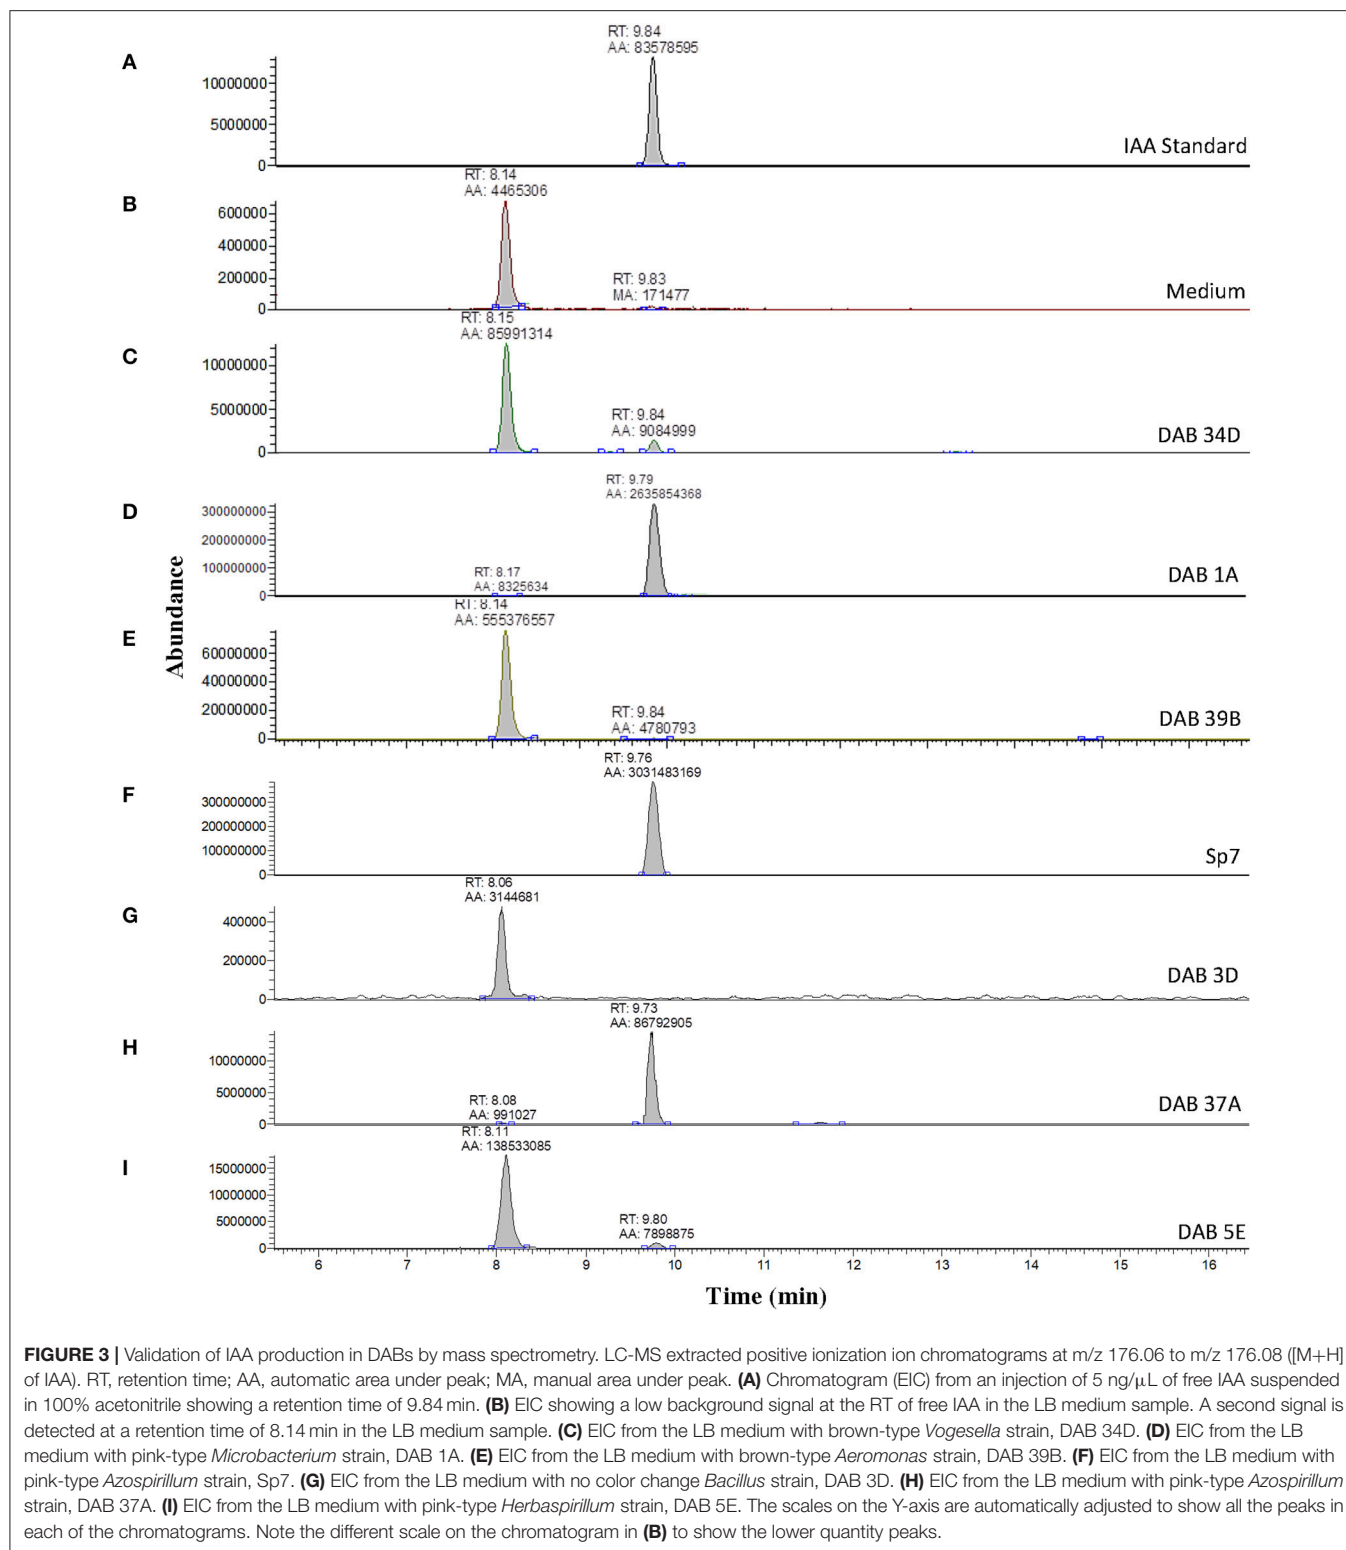 A
RT: 9.84
AA: 83578595
10000000
5000000
0
IAA Standard
B
RT: 8.14
AA: 4465306
600000
400000
200000
0
RT: 9.83
MA: 171477
Medium
C
RT: 8.15
AA: 85991314
10000000
5000000
0
RT: 9.84
AA: 9084999
DAB 34D
D
RT: 9.79
AA: 2635854368
300000000
200000000
100000000
0
RT: 8.17
AA: 8325634
DAB 1A
Abundance
E
RT: 8.14
AA: 555376557
60000000
40000000
20000000
0
RT: 9.84
AA: 4780793
DAB 39B
F
RT: 9.76
AA: 3031483169
300000000
200000000
100000000
0
Sp7
G
RT: 8.06
AA: 3144681
400000
200000
0
DAB 3D
H
RT: 9.73
AA: 86792905
10000000
5000000
0
RT: 8.08
AA: 991027
DAB 37A
I
RT: 8.11
AA: 138533085
15000000
10000000
5000000
0
RT: 9.80
AA: 7898875
DAB 5E
6 7 8 9 10 11 12 13 14 15 16
Time (min)
FIGURE 3 | Validation of IAA production in DABs by mass spectrometry. LC-MS extracted positive ionization ion chromatograms at m/z 176.06 to m/z 176.08 ([M+H]
of IAA). RT, retention time; AA, automatic area under peak; MA, manual area under peak. (A) Chromatogram (EIC) from an injection of 5 ng/μL of free IAA suspended
in 100% acetonitrile showing a retention time of 9.84 min. (B) EIC showing a low background signal at the RT of free IAA in the LB medium sample. A second signal is
detected at a retention time of 8.14 min in the LB medium sample. (C) EIC from the LB medium with brown-type Vogesella strain, DAB 34D. (D) EIC from the LB
medium with pink-type Microbacterium strain, DAB 1A. (E) EIC from the LB medium with brown-type Aeromonas strain, DAB 39B. (F) EIC from the LB medium with
pink-type Azospirillum strain, Sp7. (G) EIC from the LB medium with no color change Bacillus strain, DAB 3D. (H) EIC from the LB medium with pink-type Azospirillum
strain, DAB 37A. (I) EIC from the LB medium with pink-type Herbaspirillum strain, DAB 5E. The scales on the Y-axis are automatically adjusted to show all the peaks in
each of the chromatograms. Note the different scale on the chromatogram in (B) to show the lower quantity peaks.